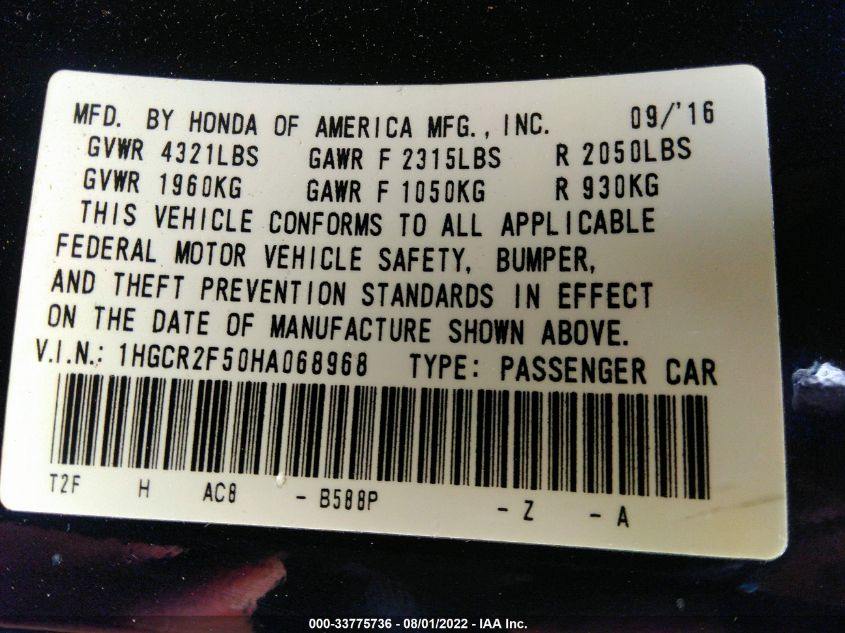 MFD. BY HONDA OF AMERICA MFG., INC. 09/'16
GVWR 4321LBS GAWR F 2315LBS R 2050LBS
GVWR 1960KG GAWR F 1050KG R 930KG
THIS VEHICLE CONFORMS TO ALL APPLICABLE
FEDERAL MOTOR VEHICLE SAFETY, BUMPER,
AND THEFT PREVENTION STANDARDS IN EFFECT
ON THE DATE OF MANUFACTURE SHOWN ABOVE.
V.I.N.: 1HGCR2F50HA068968 TYPE: PASSENGER CAR
T2F H AC8 - B588P - Z - A
000-33775736 - 08/01/2022 - IAA Inc.